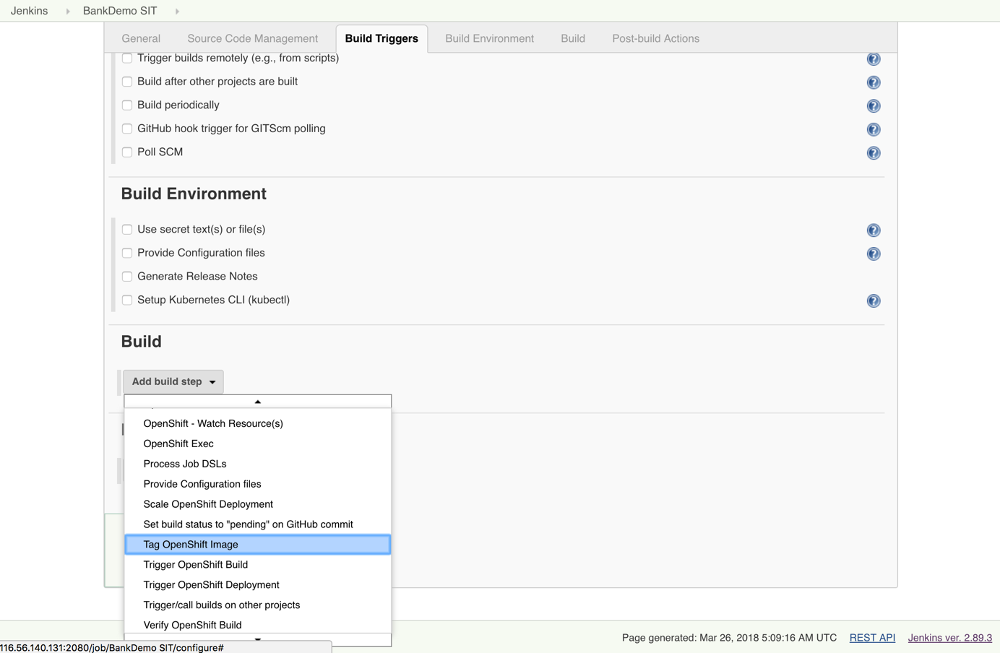 Jenkins BankDemo SIT
General Source Code Management Build Triggers Build Environment Build Post-build Actions
Trigger builds remotely (e.g., from scripts)
Build after other projects are built
Build periodically
GitHub hook trigger for GITScm polling
Poll SCM
Build Environment
Use secret text(s) or file(s)
Provide Configuration files
Generate Release Notes
Setup Kubernetes CLI (kubectl)
Build
Add build step
OpenShift - Watch Resource(s)
OpenShift Exec
Process Job DSLs
Provide Configuration files
Scale OpenShift Deployment
Set build status to "pending" on GitHub commit
Tag OpenShift Image
Trigger OpenShift Build
Trigger OpenShift Deployment
Trigger/call builds on other projects
Verify OpenShift Build
Page generated: Mar 26, 2018 5:09:16 AM UTC REST API Jenkins ver. 2.89.3
116.56.140.131:2080/job/BankDemo SIT/configure#